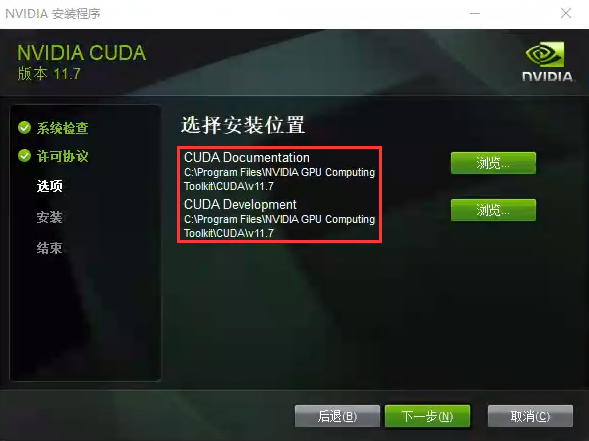 NVIDIA 安装程序
NVIDIA CUDA
版本 11.7
NVIDIA.
系统检查
许可协议
选项
安装
结束
选择安装位置
CUDA Documentation
C:\Program Files\NVIDIA GPU Computing
Toolkit\CUDA\v11.7
浏览...
CUDA Development
C:\Program Files\NVIDIA GPU Computing
Toolkit\CUDA\v11.7
浏览...
后退(B)
下一步(N)
取消(C)